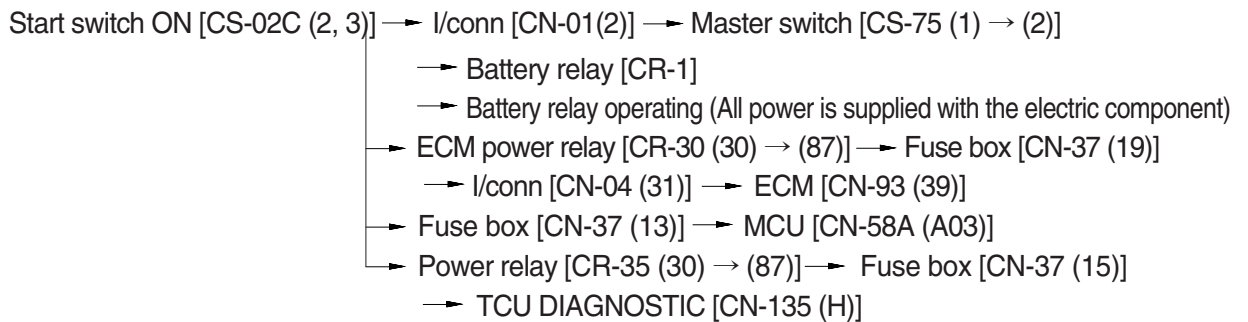 Start switch ON [CS-02C (2, 3)] → I/conn [CN-01(2)] → Master switch [CS-75 (1) → (2)]
→ Battery relay [CR-1]
→ Battery relay operating (All power is supplied with the electric component)
→ ECM power relay [CR-30 (30) → (87)] → Fuse box [CN-37 (19)]
→ I/conn [CN-04 (31)] → ECM [CN-93 (39)]
→ Fuse box [CN-37 (13)] → MCU [CN-58A (A03)]
→ Power relay [CR-35 (30) → (87)] → Fuse box [CN-37 (15)]
→ TCU DIAGNOSTIC [CN-135 (H)]